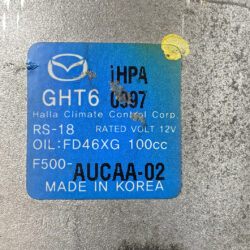 iHPA
GHT6 0097
Halla Climate Control Corp
RS-18 RATED VOLT 12V
OIL:FD46XG 100cc
F500-AUCAA-02
MADE IN KOREA